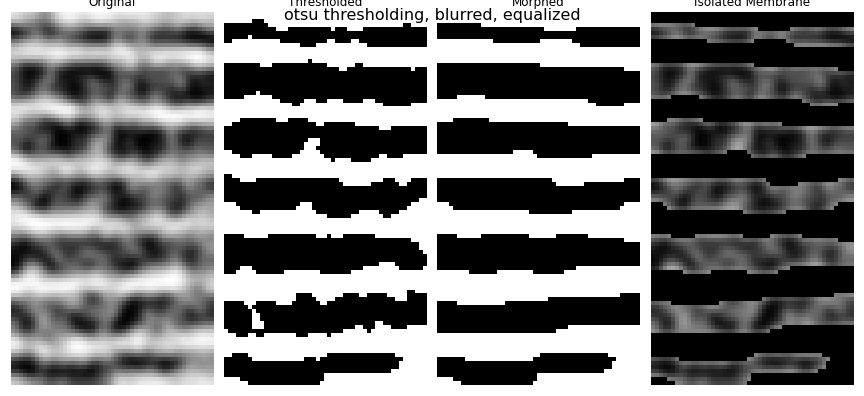 Original
Thresholded
Morphed
Isolated Membrane
otsu thresholding, blurred, equalized